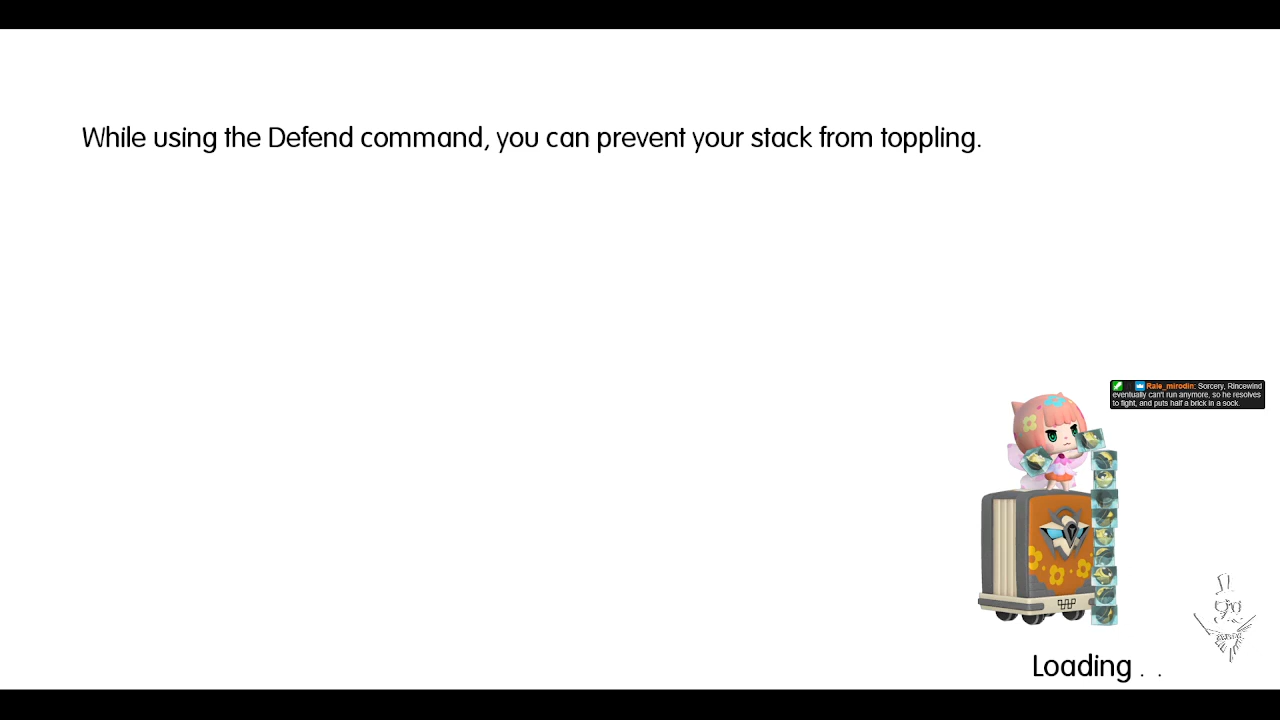 While using the Defend command, you can prevent your stack from toppling.
Rale_mirodin: Sorcery, Rincewind
eventually can't run anymore, so he resolves
to fight, and puts half a brick in a sock.
Loading . .